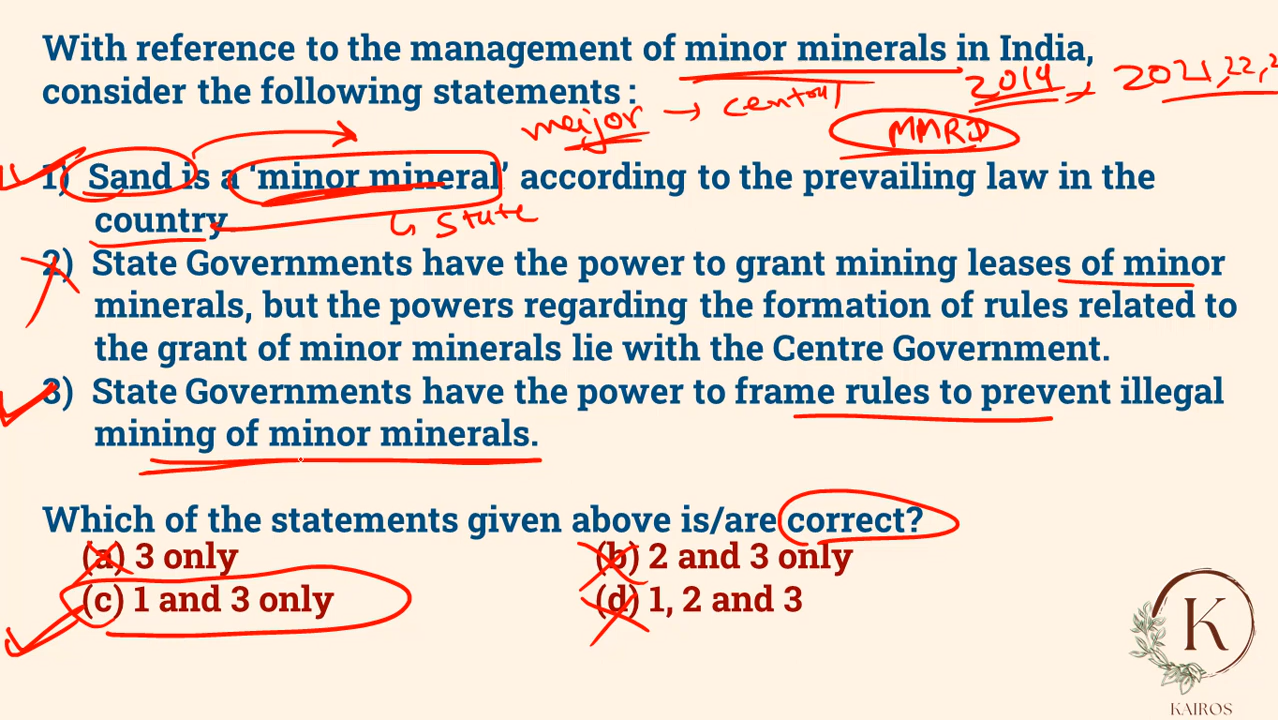 With reference to the management of minor minerals in India,
consider the following statements :
major → central
2014, 2021,22,2
MMRD
1) Sand is a ‘minor mineral’ according to the prevailing law in the
country.
↳ State
2) State Governments have the power to grant mining leases of minor
minerals, but the powers regarding the formation of rules related to
the grant of minor minerals lie with the Centre Government.
3) State Governments have the power to frame rules to prevent illegal
mining of minor minerals.
Which of the statements given above is/are correct?
(a) 3 only
(b) 2 and 3 only
(c) 1 and 3 only
(d) 1, 2 and 3
K
KAIROS